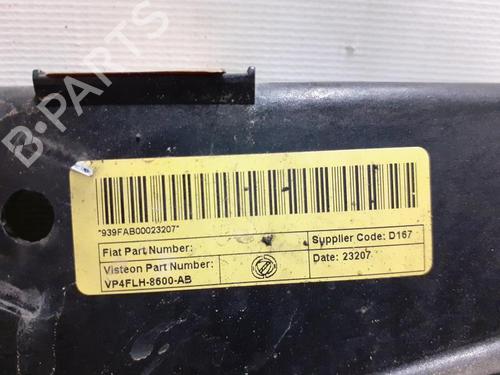 B-PARTS
*939FAB00023207*
Fiat Part Number:
Supplier Code: D167
Visteon Part Number:
VP4FLH-8600-AB
Date: 23207